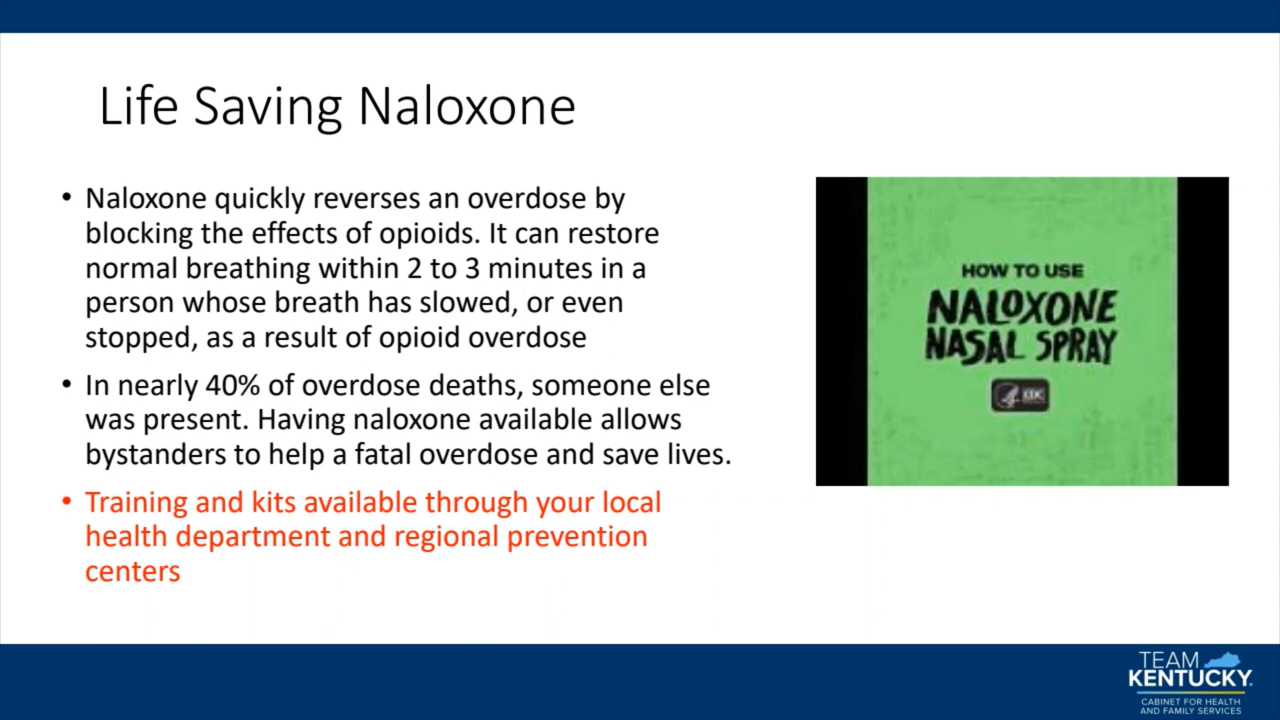 Life Saving Naloxone
• Naloxone quickly reverses an overdose by
blocking the effects of opioids. It can restore
normal breathing within 2 to 3 minutes in a
person whose breath has slowed, or even
stopped, as a result of opioid overdose
• In nearly 40% of overdose deaths, someone else
was present. Having naloxone available allows
bystanders to help a fatal overdose and save lives.
• Training and kits available through your local
health department and regional prevention
centers
HOW TO USE
NALOXONE
NASAL SPRAY
CDC
TEAM
KENTUCKY
CABINET FOR HEALTH
AND FAMILY SERVICES